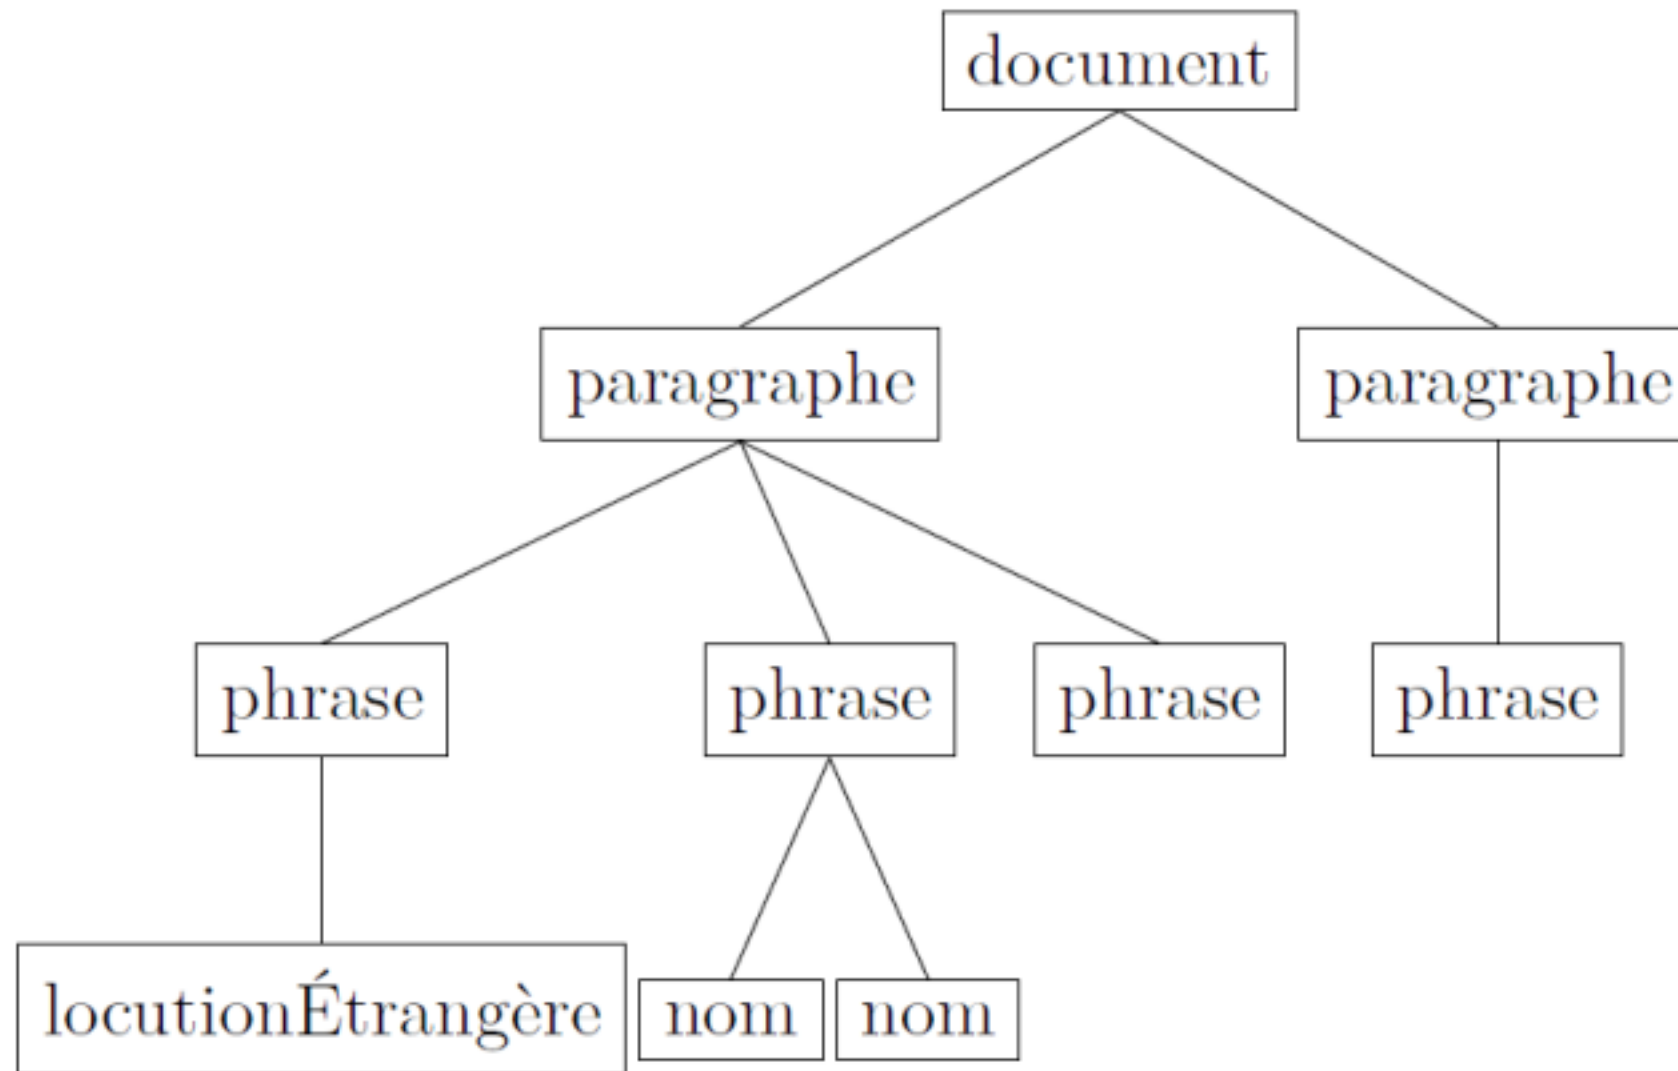 document
paragraphe paragraphe
phrase phrase phrase phrase
locutionÉtrangère nom nom